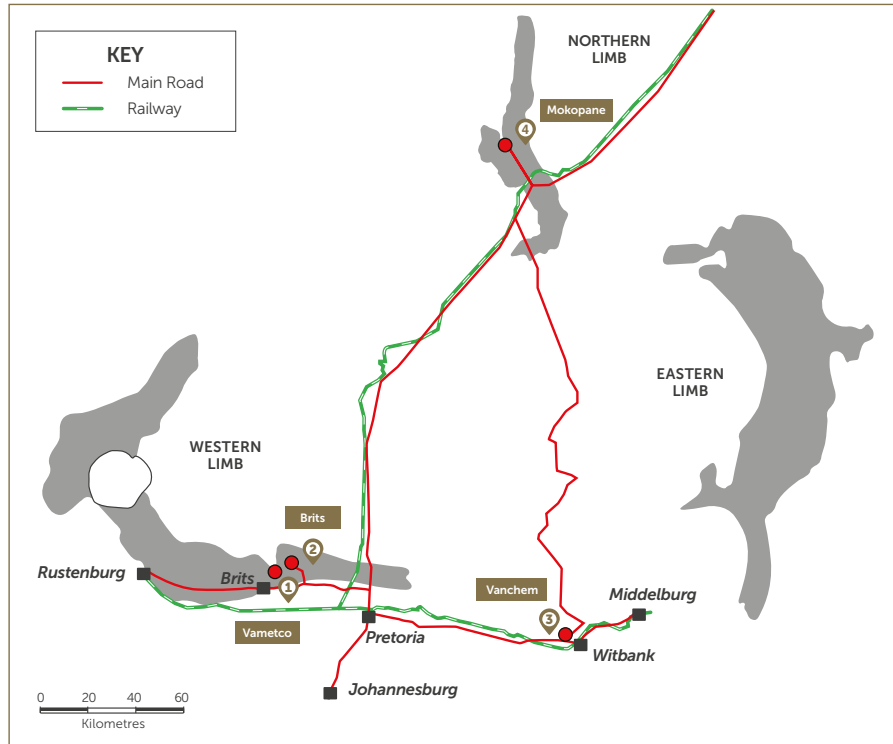 KEY
Main Road
Railway
NORTHERN
LIMB
Mokopane
4
EASTERN
LIMB
WESTERN
LIMB
Brits
2
Rustenburg
Brits
1
Vametco
Pretoria
Vanchem
3
Middelburg
Witbank
Johannesburg
0 20 40 60
Kilometres